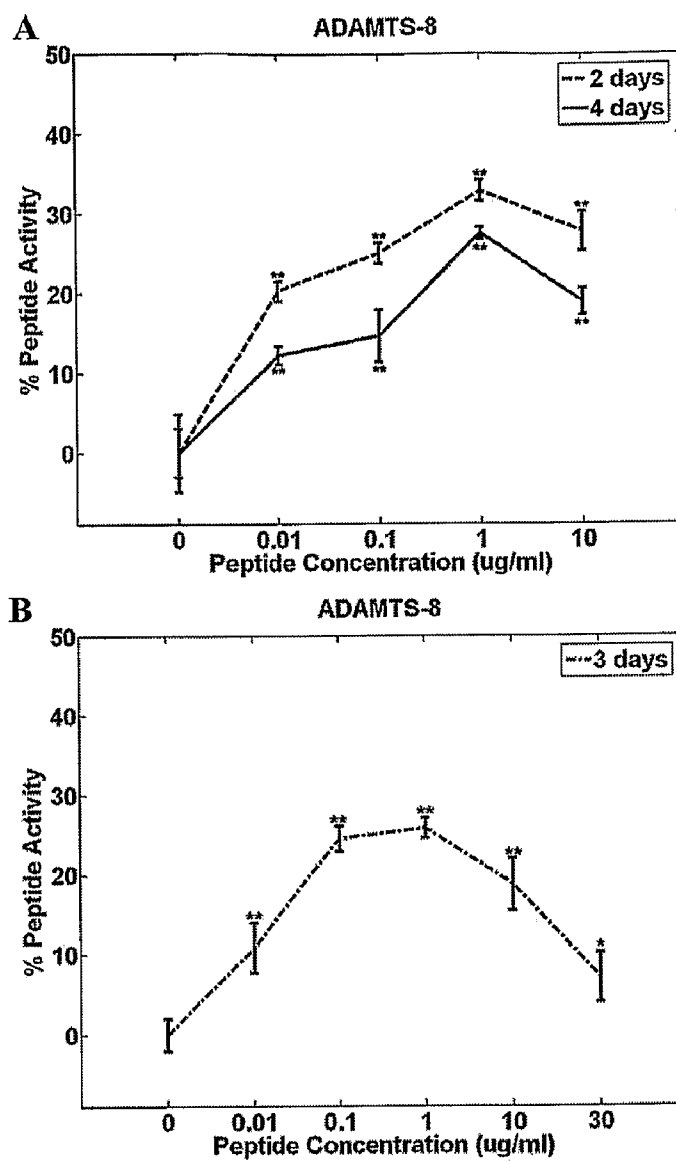 A
ADAMTS-8
50
40
30
20
10
0
% Peptide Activity
2 days
4 days
**
**
**
**
**
**
**
**
0 0.01 0.1 1 10
Peptide Concentration (ug/ml)
B
ADAMTS-8
50
40
30
20
10
0
% Peptide Activity
3 days
**
**
**
**
*
0 0.01 0.1 1 10 30
Peptide Concentration (ug/ml)